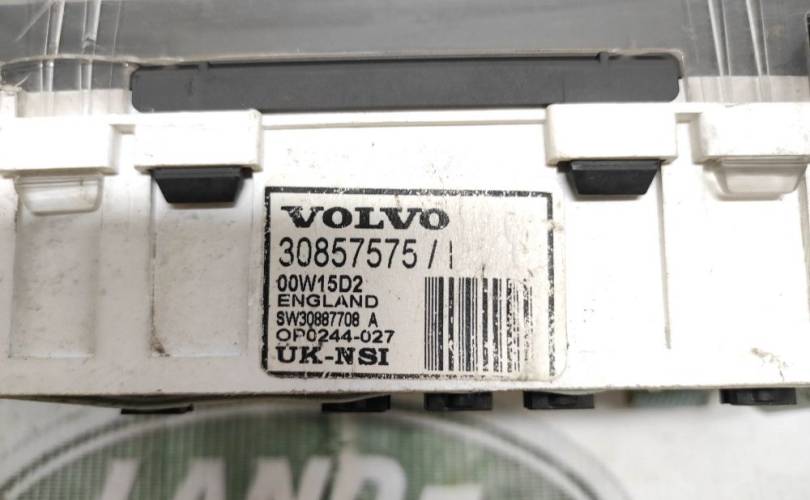 VOLVO
30857575 /
00W15D2
ENGLAND
SW30887708 A
OP0244-027
UK-NSI